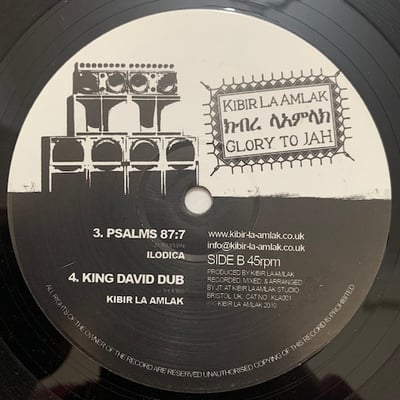 KIBIR LA AMLAK
ክብረ ለአምላክ
GLORY TO JAH
3. PSALMS 87:7
ILODICA
4. KING DAVID DUB
KIBIR LA AMLAK
www.kibir-la-amlak.co.uk
info@kibir-la-amlak.co.uk
SIDE B 45rpm
PRODUCED BY KIBIR LA AMLAK
RECORDED, MIXED, & ARRANGED
BY JT AT KIBIR LA AMLAK STUDIO
BRISTOL UK. CAT NO: KLA001
KIBIR LA AMLAK 2010
ALL RIGHTS OF THE OWNER OF THE RECORD ARE RESERVED UNAUTHORISED COPYING OF THIS RECORD IS PROHIBITED